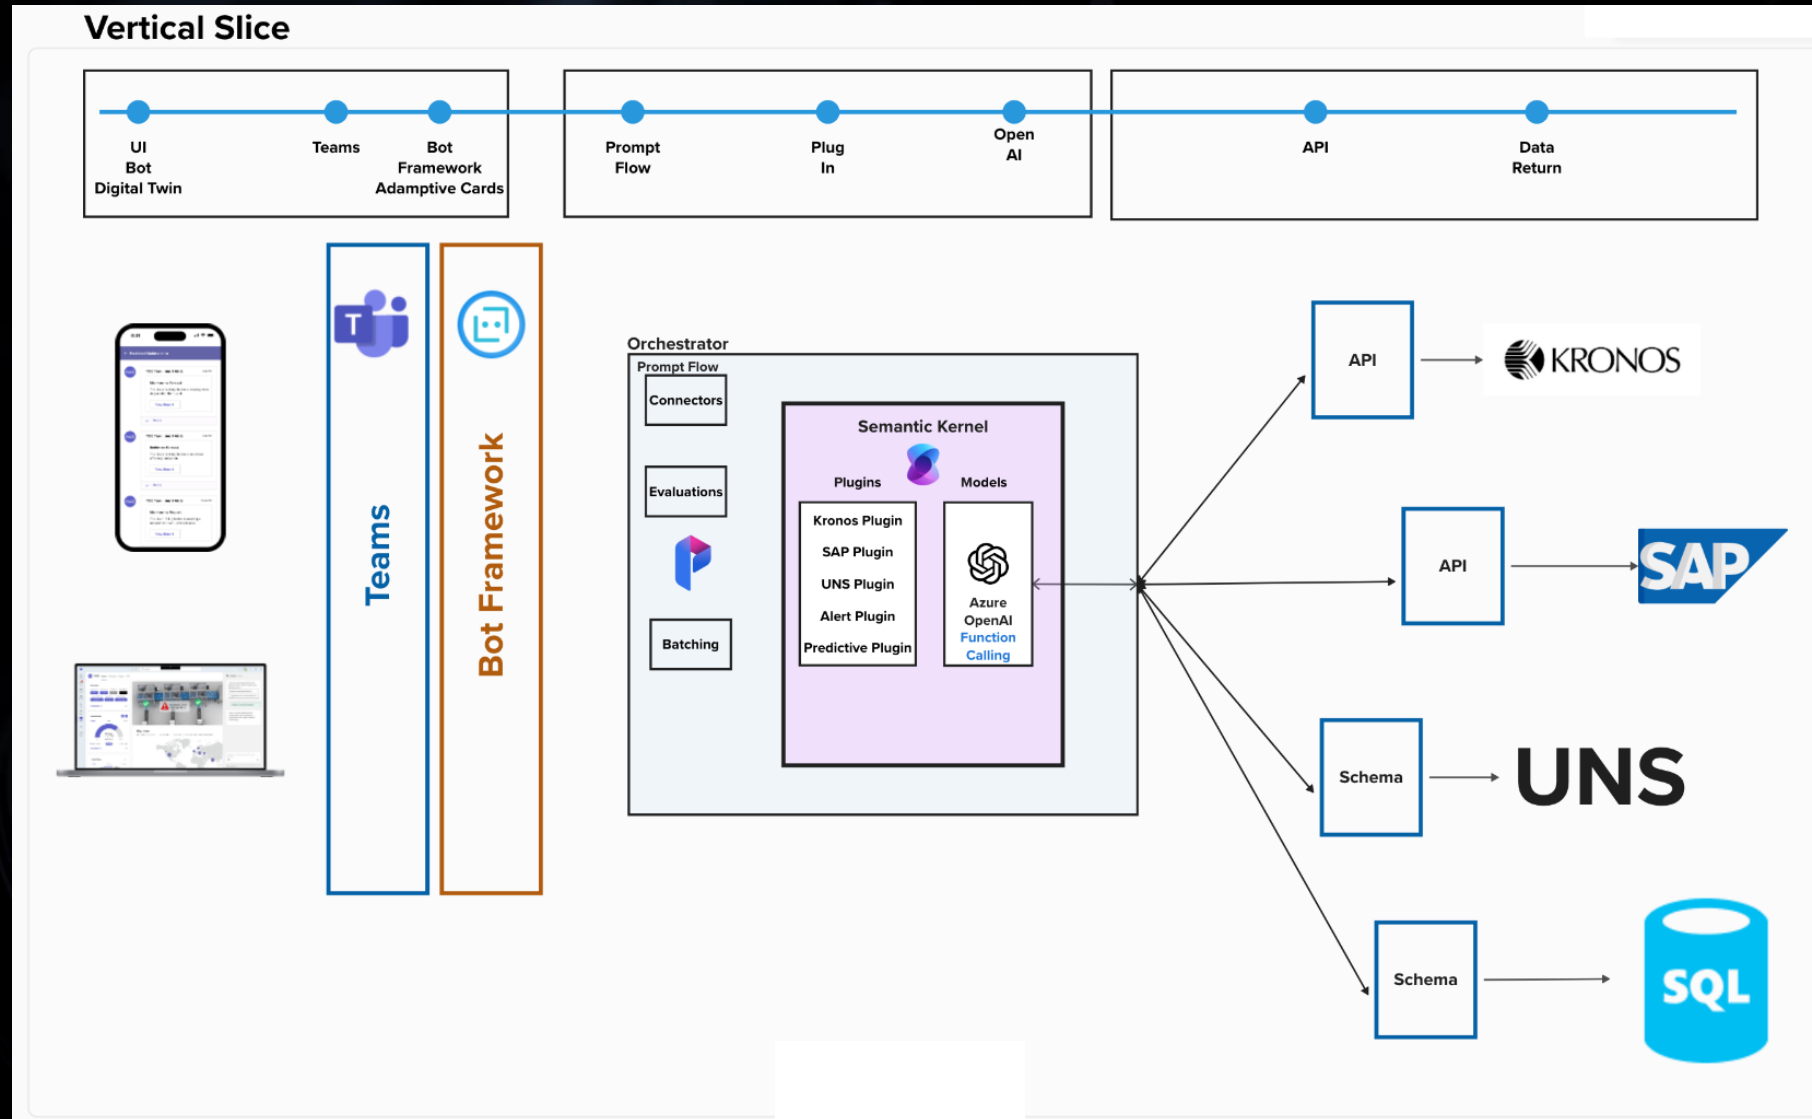 Vertical Slice
UI
Bot
Digital Twin
Teams
Bot
Framework
Adamptive Cards
Prompt
Flow
Plug
In
Open
AI
API
Data
Return
T
Teams
Bot Framework
Orchestrator
Prompt Flow
Connectors
Evaluations
Batching
Semantic Kernel
Plugins
Models
Kronos Plugin
SAP Plugin
UNS Plugin
Alert Plugin
Predictive Plugin
Azure
OpenAI
Function
Calling
API
KRONOS
API
SAP
Schema
UNS
Schema
SQL